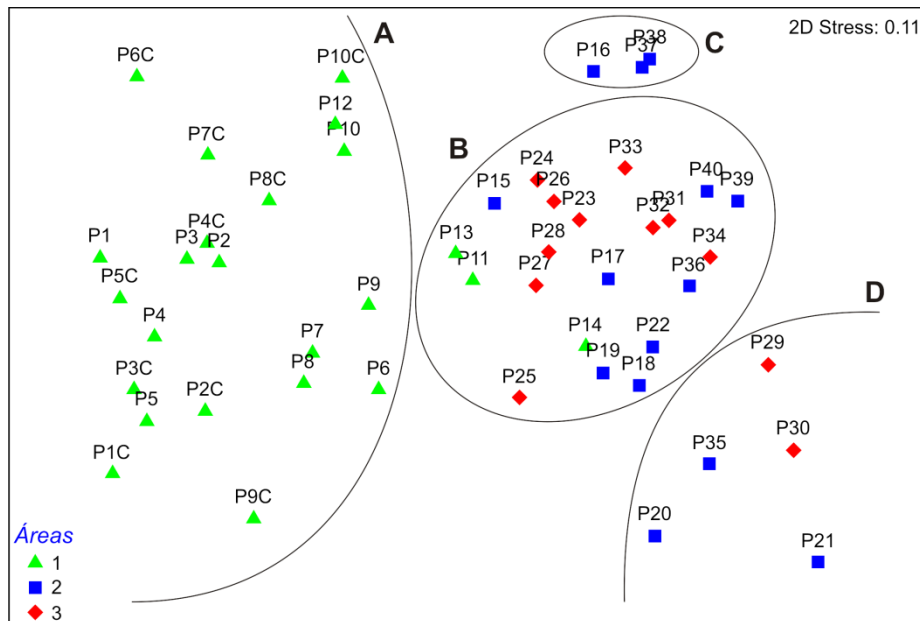 2D Stress: 0.11
A
B
C
D
P6C
P10C
P12
P10
P7C
P8C
P4C
P3
P2
P1
P5C
P4
P9
P7
P8
P6
P3C
P2C
P5
P1C
P9C
P16
P38
P37
P24
P33
P26
P15
P23
P40
P39
P31
P32
P13
P28
P34
P11
P27
P17
P36
P14
P22
P19
P18
P25
P29
P30
P35
P20
P21
Áreas
1
2
3